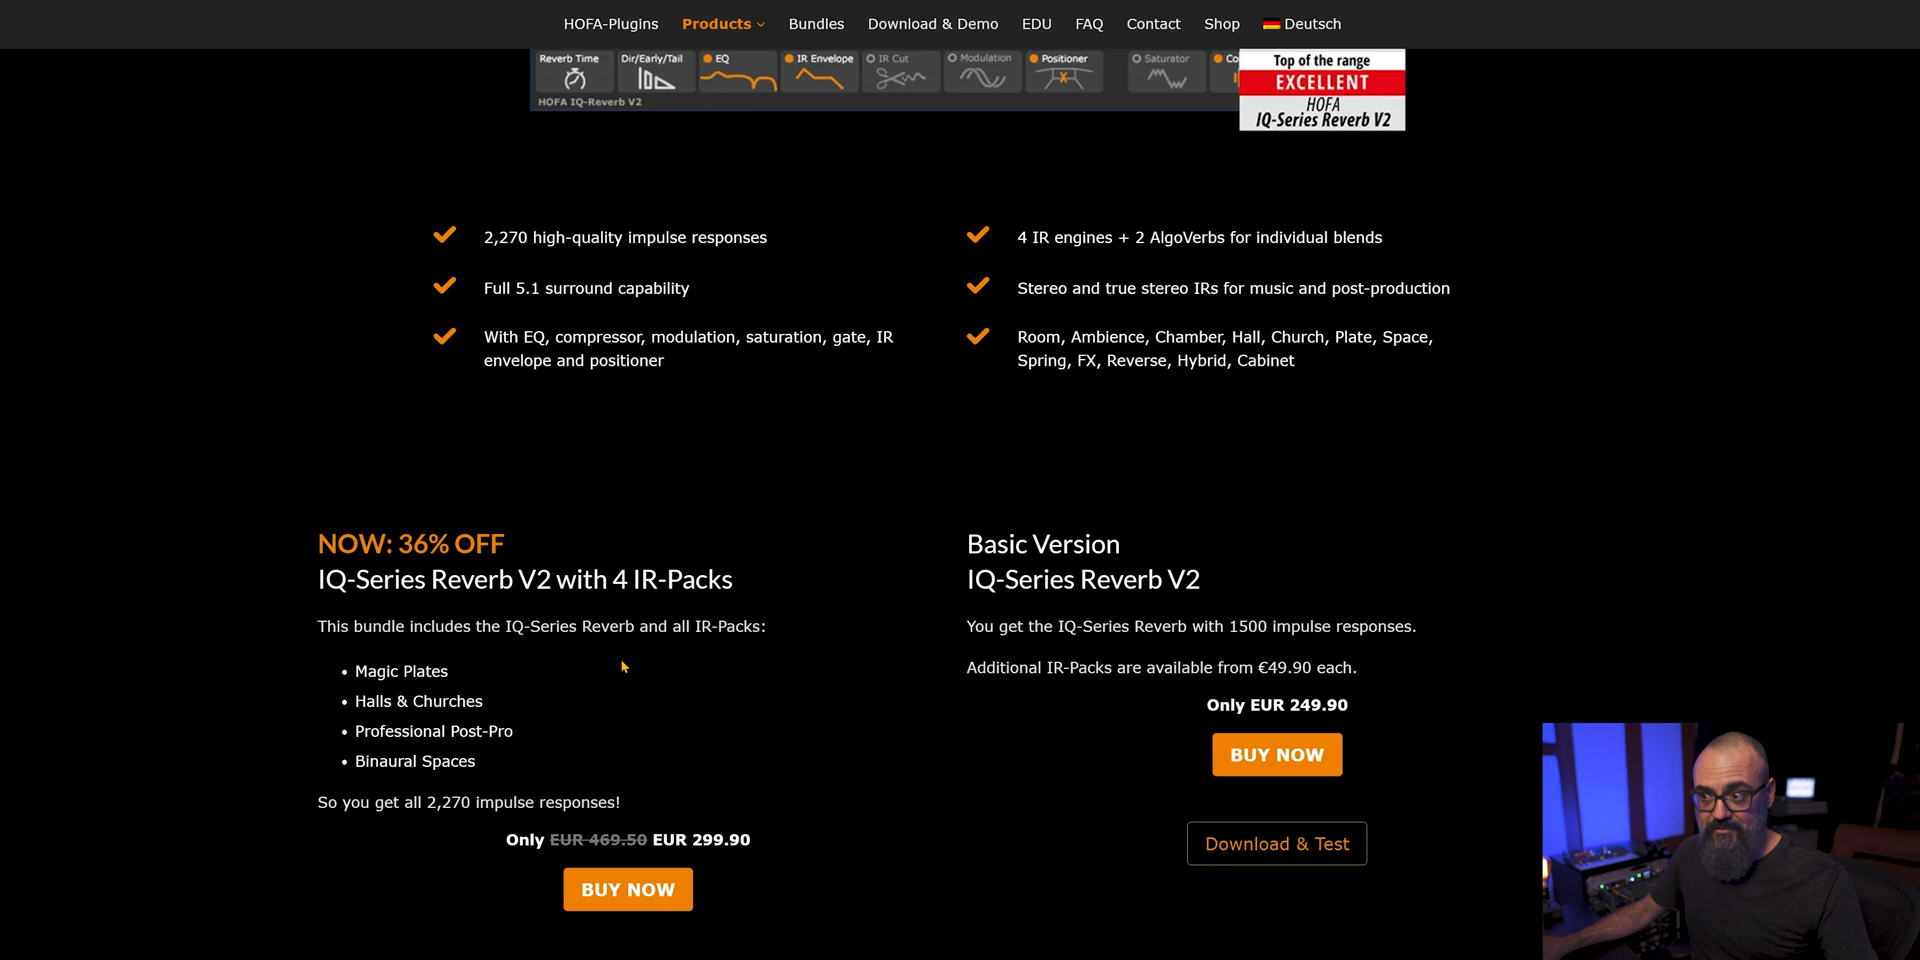 HOFA-Plugins Products Bundles Download & Demo EDU FAQ Contact Shop Deutsch
Reverb Time Dir/Early/Tail EQ IR Envelope IR Cut Modulation Positioner Saturator Co
HOFA IQ-Reverb V2
Top of the range
EXCELLENT
HOFA
IQ-Series Reverb V2
2,270 high-quality impulse responses
4 IR engines + 2 AlgoVerbs for individual blends
Full 5.1 surround capability
Stereo and true stereo IRs for music and post-production
With EQ, compressor, modulation, saturation, gate, IR
envelope and positioner
Room, Ambience, Chamber, Hall, Church, Plate, Space,
Spring, FX, Reverse, Hybrid, Cabinet
NOW: 36% OFF
IQ-Series Reverb V2 with 4 IR-Packs
This bundle includes the IQ-Series Reverb and all IR-Packs:
• Magic Plates
• Halls & Churches
• Professional Post-Pro
• Binaural Spaces
So you get all 2,270 impulse responses!
Only EUR 469.50 EUR 299.90
BUY NOW
Basic Version
IQ-Series Reverb V2
You get the IQ-Series Reverb with 1500 impulse responses.
Additional IR-Packs are available from €49.90 each.
Only EUR 249.90
BUY NOW
Download & Test